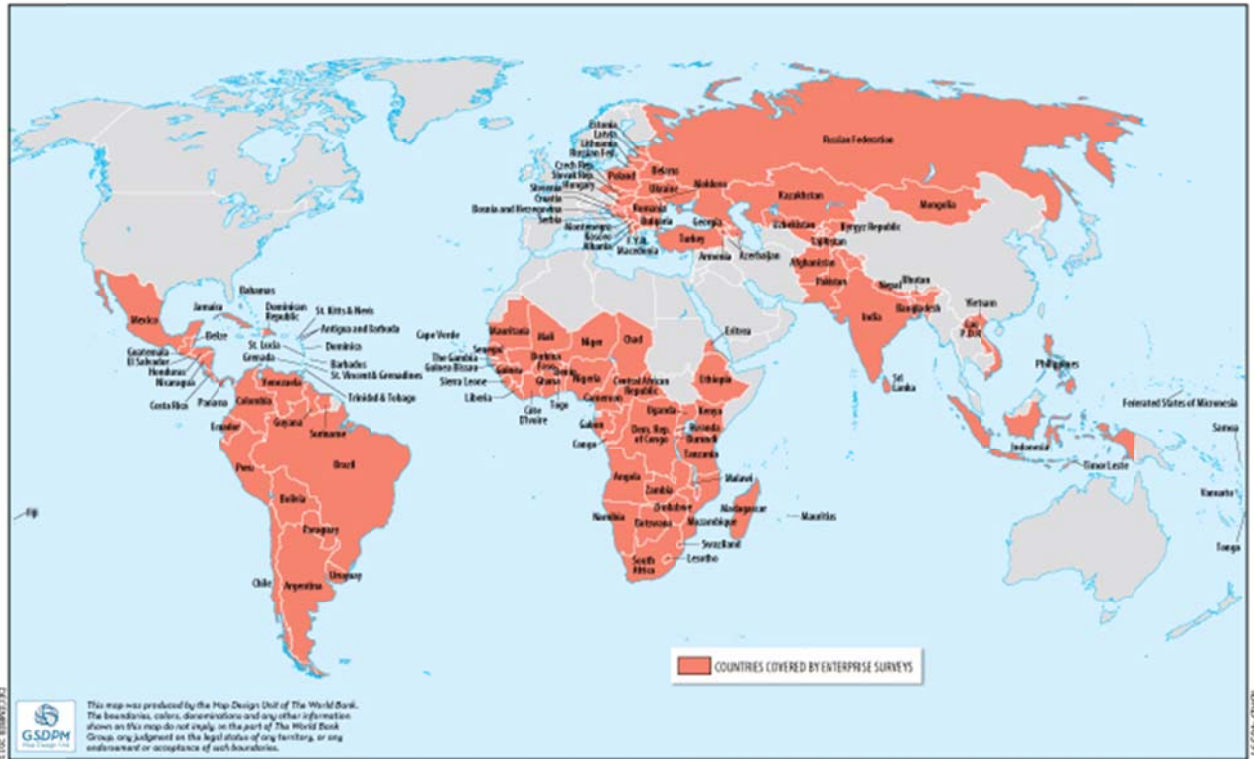 Russian Federation
Estonia
Latvia
Lithuania
Russian Fed.
Czech Rep.
Slovak Rep.
Hungary
Slovenia
Croatia
Bosnia and Herzegovina
Serbia
Montenegro
Kosovo
Albania
F.Y.R.
Macedonia
Poland
Belarus
Ukraine
Moldova
Romania
Bulgaria
Georgia
Turkey
Armenia
Azerbaijan
Kazakhstan
Mongolia
Uzbekistan
Kyrgyz Republic
Tajikistan
Afghanistan
Pakistan
Nepal
Bhutan
India
Bangladesh
Sri
Lanka
Vietnam
Lao
P.D.R.
Philippines
Indonesia
Timor Leste
Federated States of Micronesia
Samoa
Vanuatu
Tonga
Fiji
Mexico
Bahamas
Jamaica
Dominican
Republic
St. Kitts & Nevis
Antigua and Barbuda
Belize
St. Lucia
Dominica
Grenada
Barbados
St. Vincent & Grenadines
Trinidad & Tobago
Guatemala
El Salvador
Honduras
Nicaragua
Costa Rica
Panama
Venezuela
Colombia
Guyana
Suriname
Ecuador
Peru
Brazil
Bolivia
Paraguay
Chile
Argentina
Uruguay
Cape Verde
Mauritania
Mali
Niger
Chad
Eritrea
Senegal
The Gambia
Guinea Bissau
Guinea
Sierra Leone
Liberia
Burkina
Faso
Ghana
Benin
Nigeria
Côte
D'Ivoire
Togo
Cameroon
Central African
Republic
Ethiopia
Gabon
Congo
Dem. Rep.
of Congo
Uganda
Kenya
Rwanda
Burundi
Tanzania
Angola
Zambia
Malawi
Zimbabwe
Mozambique
Madagascar
Mauritius
Namibia
Botswana
Swaziland
Lesotho
South
Africa
COUNTRIES COVERED BY ENTERPRISE SURVEYS
GSDPM
Map Design Unit
This map was produced by the Map Design Unit of The World Bank.
The boundaries, colors, denominations and any other information
shown on this map do not imply, on the part of The World Bank
Group, any judgment on the legal status of any territory, or any
endorsement or acceptance of such boundaries.